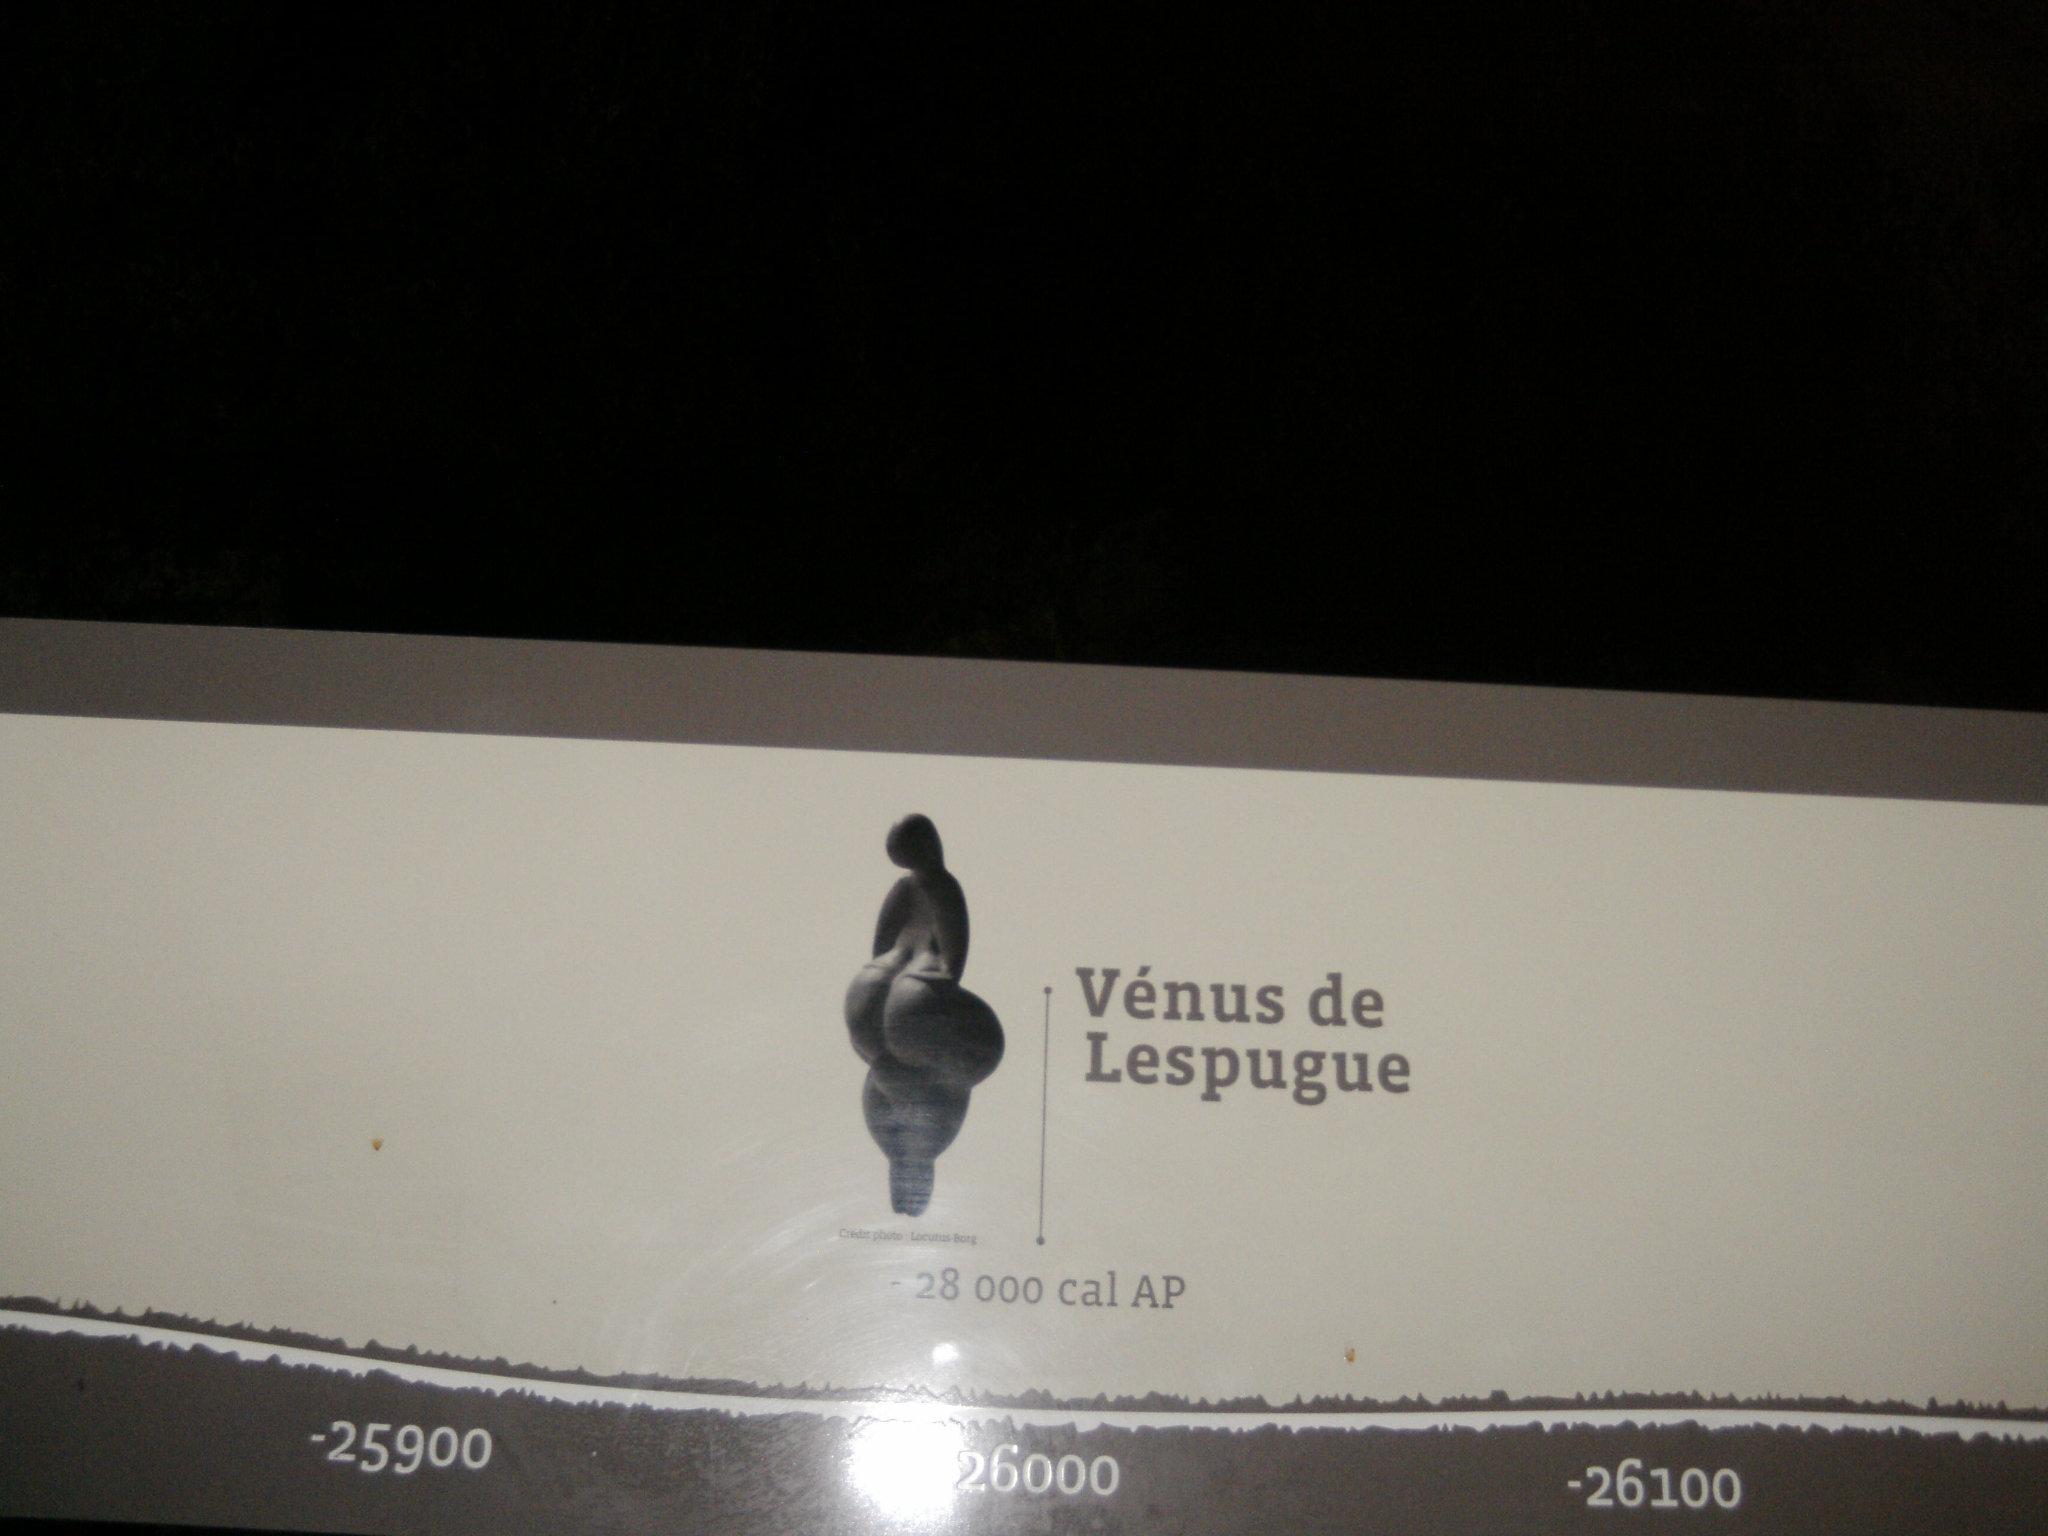 Vénus de
Lespugue
Crédit photo : Locutus Borg
- 28 000 cal AP
-25900
26000
-26100